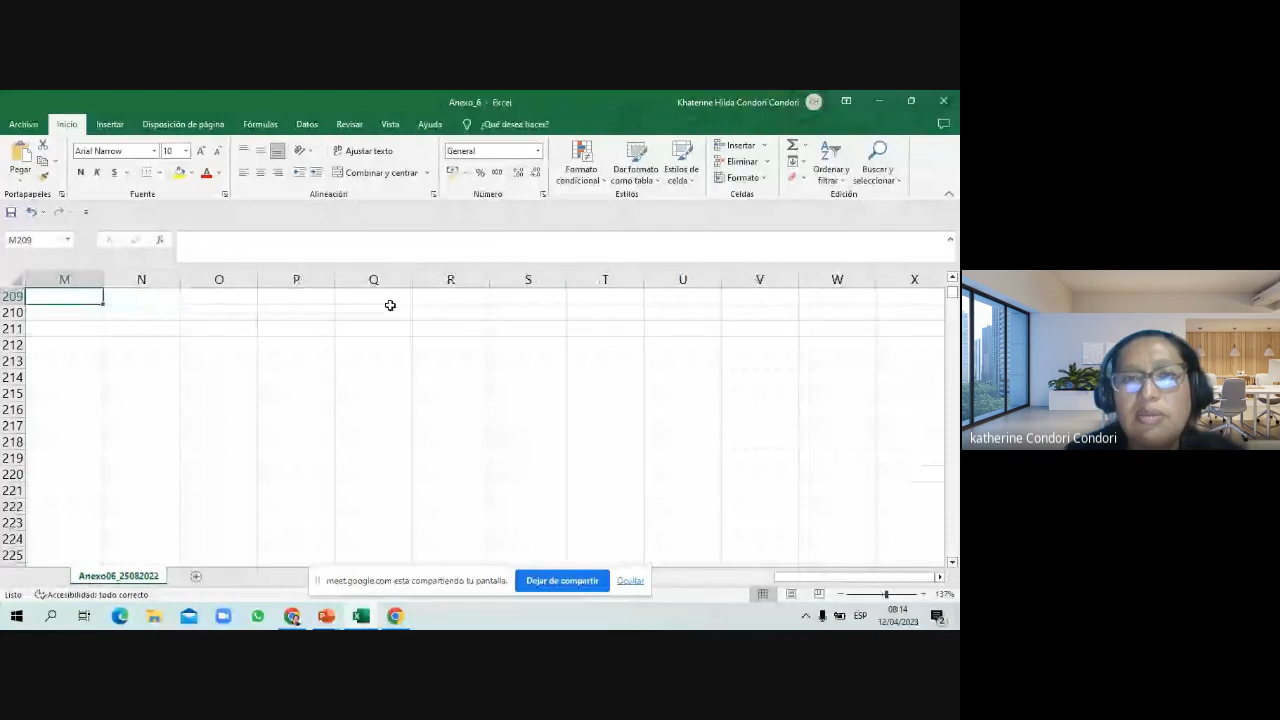 Anexo_6 - Excel
Khaterine Hilda Condori Condori
KH
Archivo Inicio Insertar Disposición de página Fórmulas Datos Revisar Vista Ayuda ¿Qué desea hacer?
Arial Narrow 10 Ajustar texto General Insertar
Pegar N K S Combinar y centrar % 000 Formato condicional Dar formato como tabla Estilos de celda Eliminar Formato Ordenar y filtrar Buscar y seleccionar
Portapapeles Fuente Alineación Número Estilos Celdas Edición
M209 fx
M N O P Q R S T U V W X
209
210
211
212
213
214
215
216
217
218
219
220
221
222
223
224
225
katherine Condori Condori
Anexo06_25082022
meet.google.com está compartiendo tu pantalla. Dejar de compartir Ocultar
Listo Accesibilidad: todo correcto 137%
ESP 08:14
12/04/2023
2